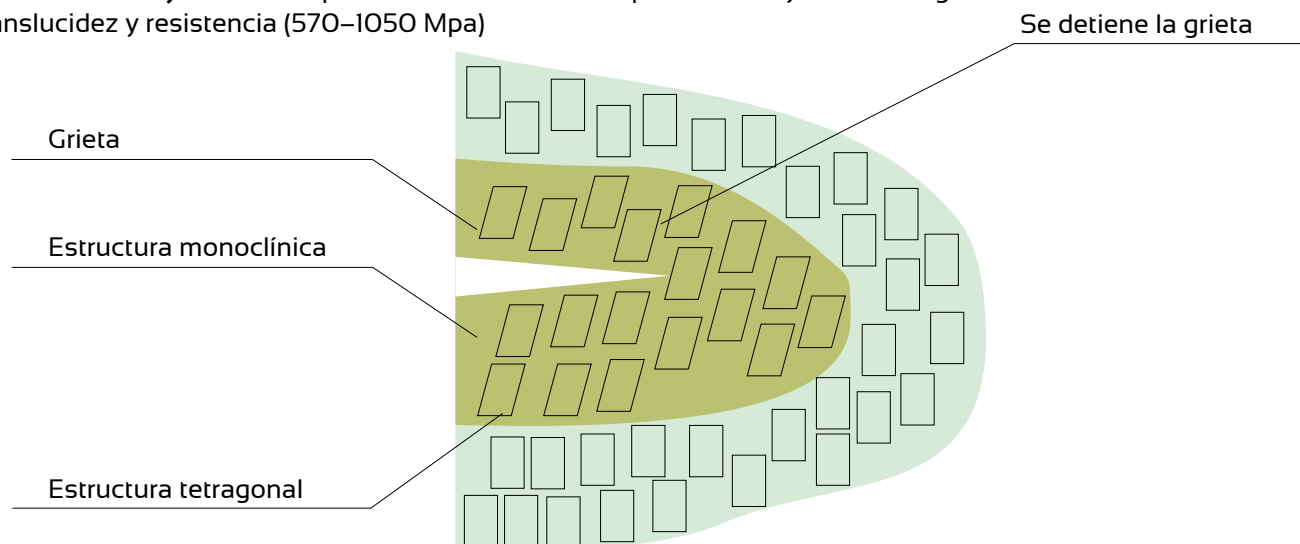 anslucidez y resistencia (570–1050 Mpa)
Se detiene la grieta
Grieta
Estructura monoclínica
Estructura tetragonal